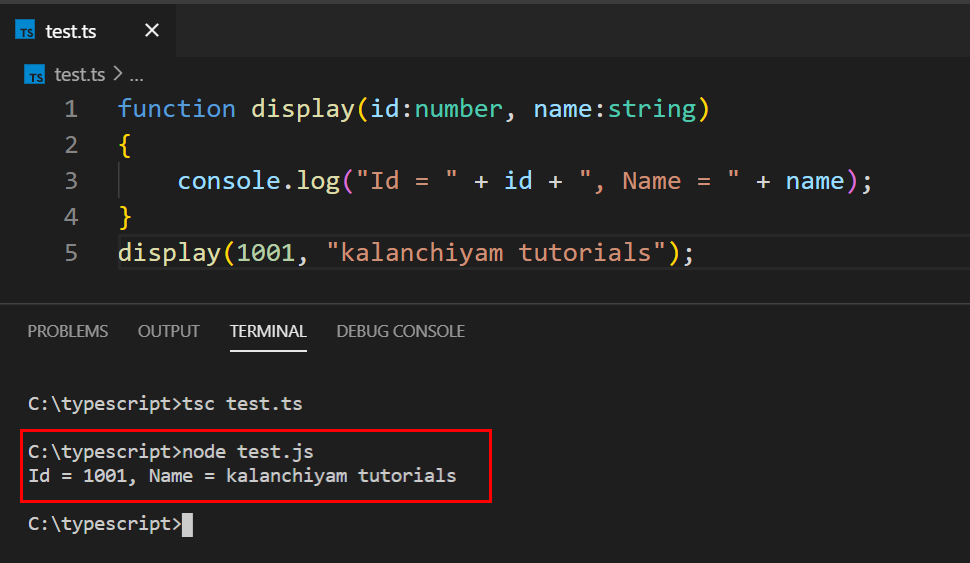 TS test.ts ✕
TS test.ts > ...
1 function display(id:number, name:string)
2 {
3     console.log("Id = " + id + ", Name = " + name);
4 }
5 display(1001, "kalanchiyam tutorials");
PROBLEMS OUTPUT TERMINAL DEBUG CONSOLE
C:\typescript>tsc test.ts
C:\typescript>node test.js
Id = 1001, Name = kalanchiyam tutorials
C:\typescript>